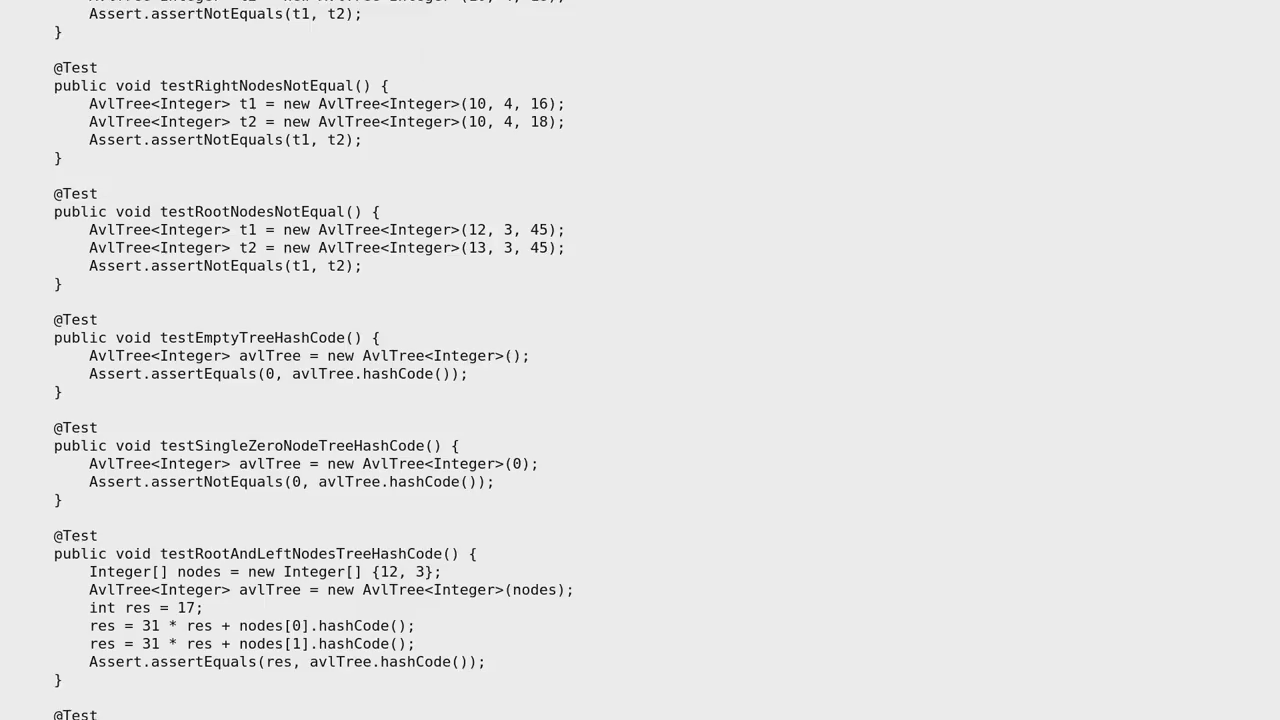 Assert.assertNotEquals(t1, t2);
}
@Test
public void testRightNodesNotEqual() {
AvlTree<Integer> t1 = new AvlTree<Integer>(10, 4, 16);
AvlTree<Integer> t2 = new AvlTree<Integer>(10, 4, 18);
Assert.assertNotEquals(t1, t2);
}
@Test
public void testRootNodesNotEqual() {
AvlTree<Integer> t1 = new AvlTree<Integer>(12, 3, 45);
AvlTree<Integer> t2 = new AvlTree<Integer>(13, 3, 45);
Assert.assertNotEquals(t1, t2);
}
@Test
public void testEmptyTreeHashCode() {
AvlTree<Integer> avlTree = new AvlTree<Integer>();
Assert.assertEquals(0, avlTree.hashCode());
}
@Test
public void testSingleZeroNodeTreeHashCode() {
AvlTree<Integer> avlTree = new AvlTree<Integer>(0);
Assert.assertNotEquals(0, avlTree.hashCode());
}
@Test
public void testRootAndLeftNodesTreeHashCode() {
Integer[] nodes = new Integer[] {12, 3};
AvlTree<Integer> avlTree = new AvlTree<Integer>(nodes);
int res = 17;
res = 31 * res + nodes[0].hashCode();
res = 31 * res + nodes[1].hashCode();
Assert.assertEquals(res, avlTree.hashCode());
}
@Test